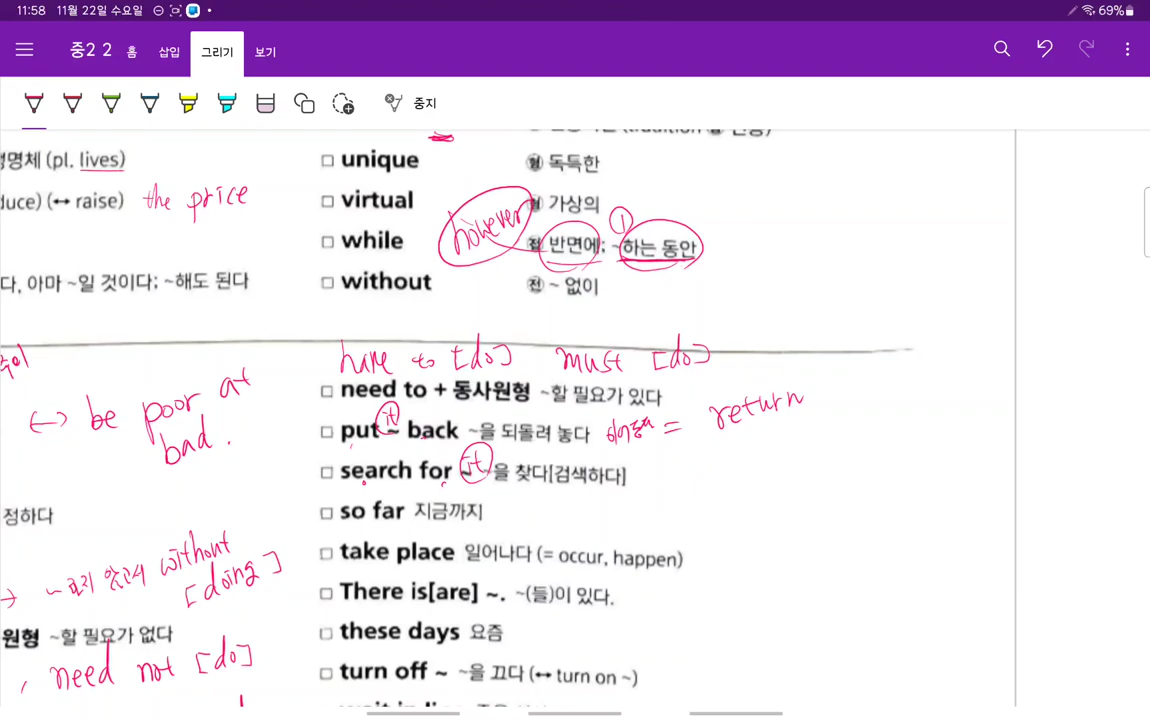 11:58 11월 22일 수요일 69%
중2 2 홈 삽입 그리기 보기
중지
명체 (pl. lives)
unique 형 독특한
duce) (↔ raise) the price
virtual 형 가상의
however ①
while 접 반면에; ~하는 동안
다, 아마 ~일 것이다; ~해도 된다
without 전 ~ 없이
have to [do] must [do]
↔ be poor at
bad.
need to + 동사원형 ~할 필요가 있다
it
put ~ back ~을 되돌려 놓다 = return
it
search for ~ ~을 찾다[검색하다]
정하다
so far 지금까지
take place 일어나다 (= occur, happen)
→ ~하지 않고서 without
[doing]
There is[are] ~. ~(들)이 있다.
원형 ~할 필요가 없다
these days 요즘
need not [do]
turn off ~ ~을 끄다 (↔ turn on ~)